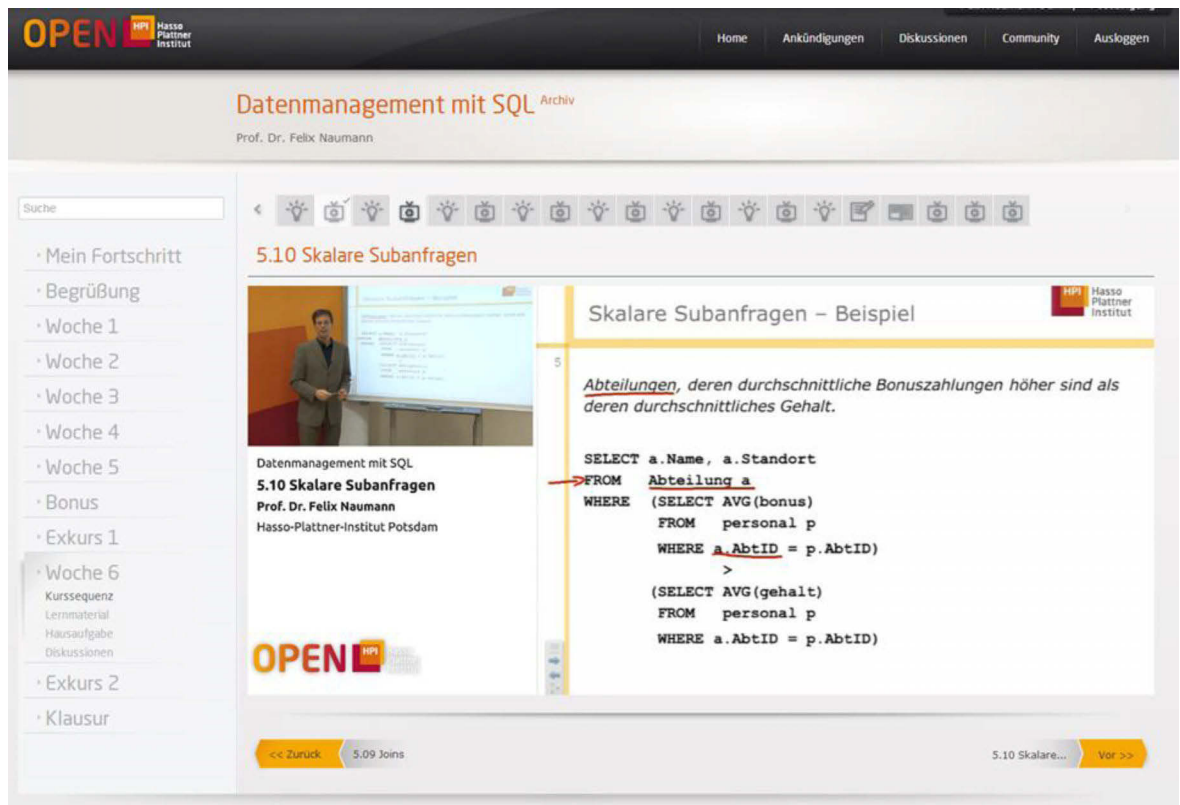 OPEN HPI Hasso
Plattner
Institut
Home Ankündigungen Diskussionen Community Ausloggen
Datenmanagement mit SQL Archiv
Prof. Dr. Felix Naumann
Suche
5.10 Skalare Subanfragen
· Mein Fortschritt
· Begrüßung
· Woche 1
· Woche 2
· Woche 3
· Woche 4
· Woche 5
· Bonus
· Exkurs 1
· Woche 6
Kurssequenz
Lernmaterial
Hausaufgabe
Diskussionen
· Exkurs 2
· Klausur
Datenmanagement mit SQL
5.10 Skalare Subanfragen
Prof. Dr. Felix Naumann
Hasso-Plattner-Institut Potsdam
OPEN HPI
Skalare Subanfragen – Beispiel
HPI Hasso
Plattner
Institut
5
Abteilungen, deren durchschnittliche Bonuszahlungen höher sind als
deren durchschnittliches Gehalt.
SELECT a.Name, a.Standort
FROM Abteilung a
WHERE (SELECT AVG(bonus)
FROM personal p
WHERE a.AbtID = p.AbtID)
>
(SELECT AVG(gehalt)
FROM personal p
WHERE a.AbtID = p.AbtID)
<< Zurück 5.09 Joins
5.10 Skalare... Vor >>